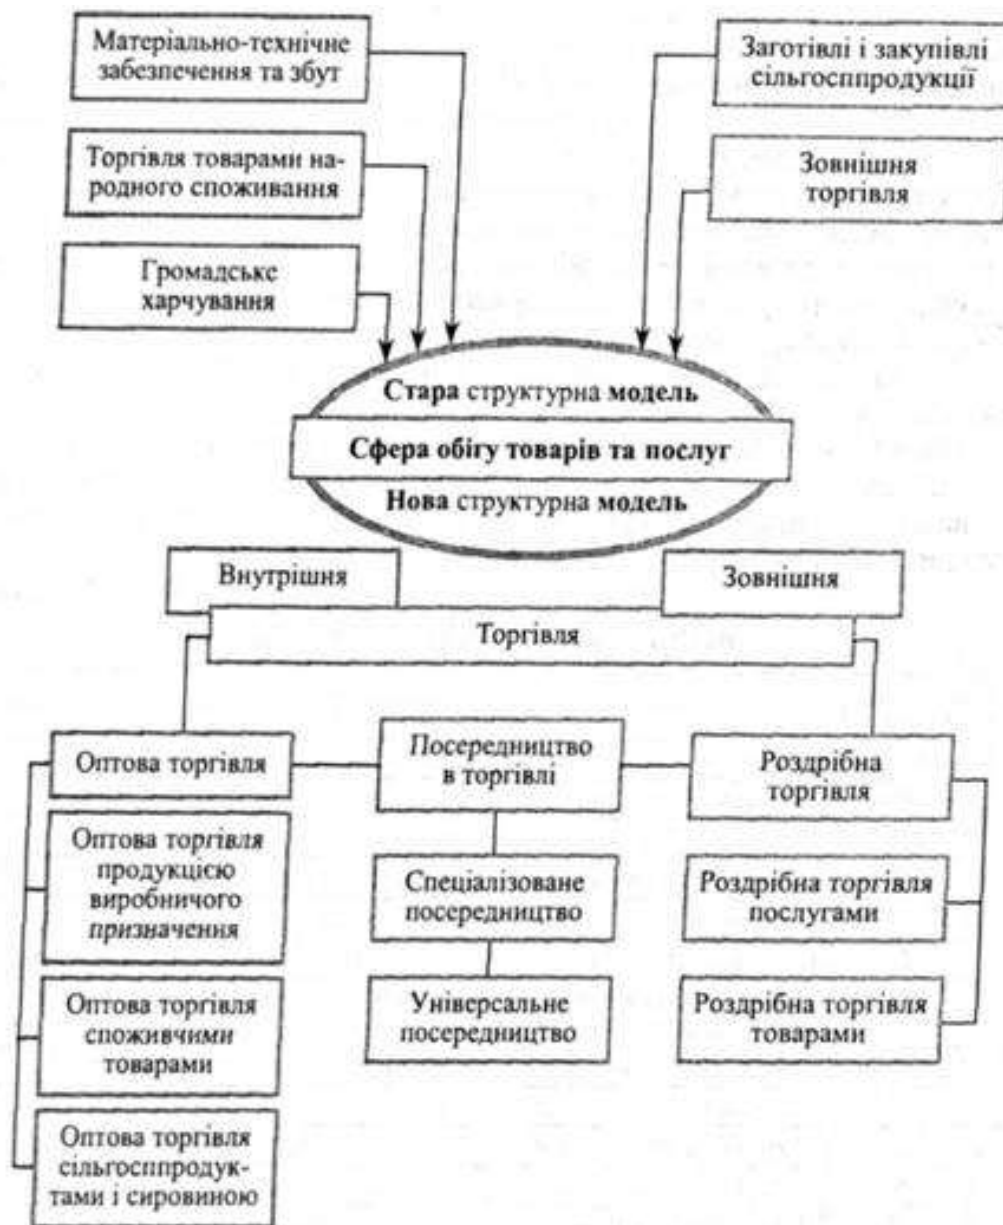 Матеріально-технічне
забезпечення та збут
Заготівлі і закупівлі
сільгосппродукції
Торгівля товарами на-
родного споживання
Зовнішня
торгівля
Громадське
харчування
Стара структурна модель
Сфера обігу товарів та послуг
Нова структурна модель
Внутрішня
Зовнішня
Торгівля
Оптова торгівля
Посередництво
в торгівлі
Роздрібна
торгівля
Оптова торгівля
продукцією
виробничого
призначення
Спеціалізоване
посередництво
Роздрібна торгівля
послугами
Оптова торгівля
споживчими
товарами
Універсальне
посередництво
Роздрібна торгівля
товарами
Оптова торгівля
сільгосппродук-
тами і сировиною